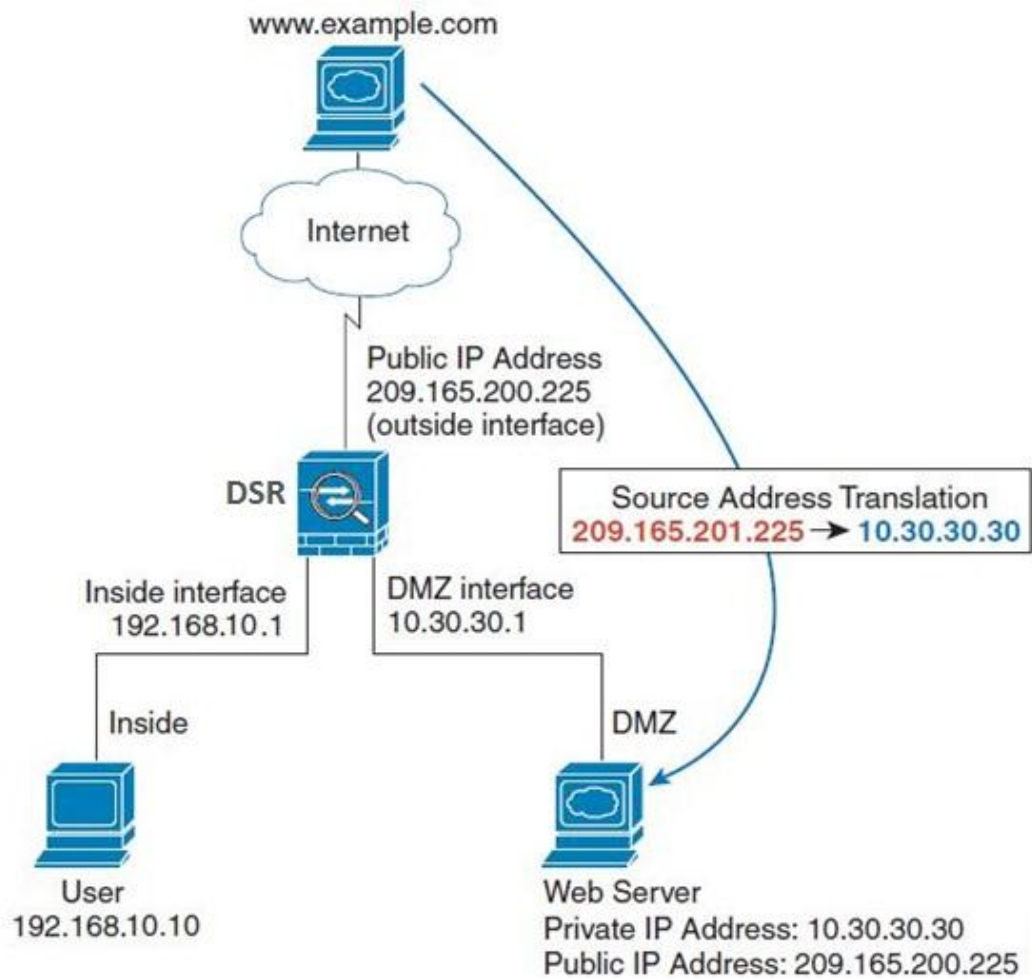 www.example.com
Internet
Public IP Address
209.165.200.225
(outside interface)
DSR
Source Address Translation
209.165.201.225 → 10.30.30.30
Inside interface
192.168.10.1
DMZ interface
10.30.30.1
Inside
DMZ
User
192.168.10.10
Web Server
Private IP Address: 10.30.30.30
Public IP Address: 209.165.200.225